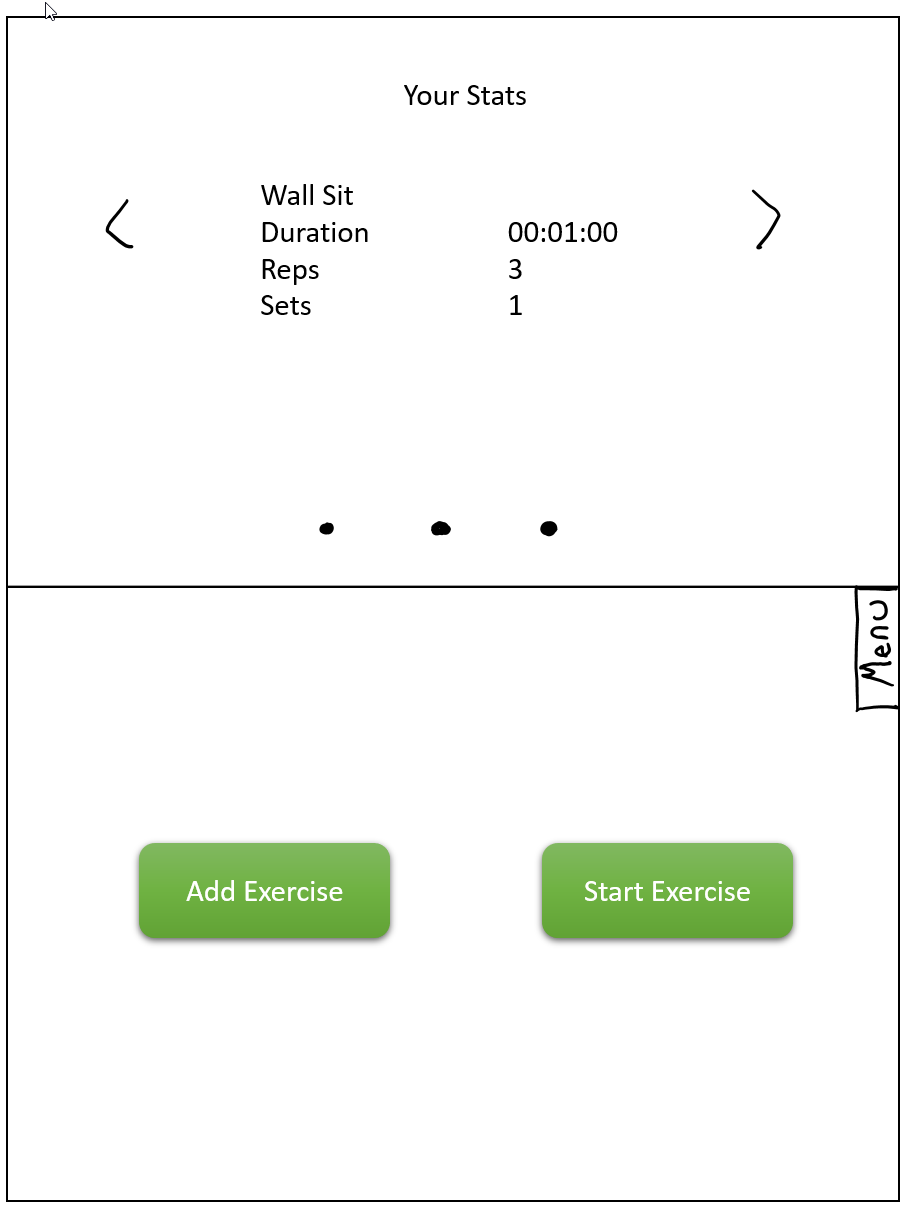 Your Stats
Wall Sit
Duration 00:01:00
Reps 3
Sets 1
Menu
Add Exercise
Start Exercise